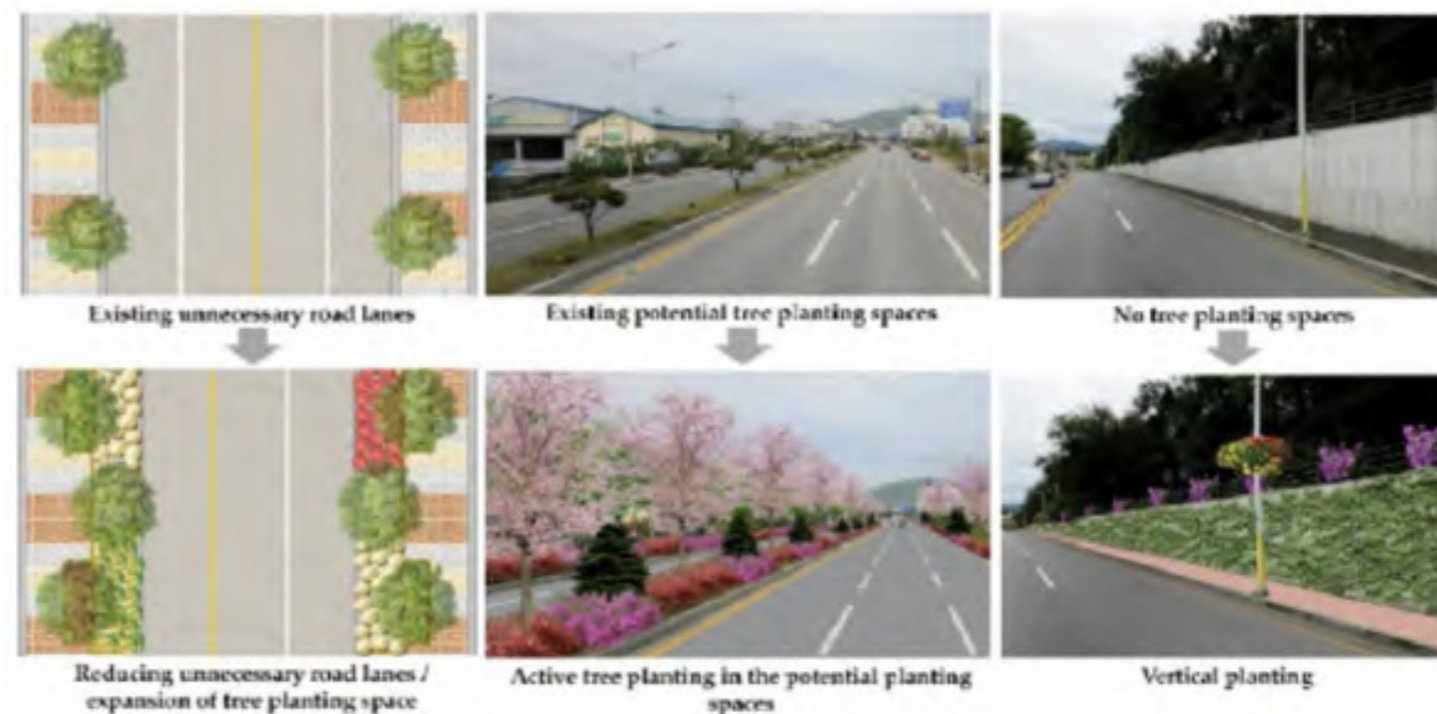 Existing unnecessary road lanes
Existing potential tree planting spaces
No tree planting spaces
Reducing unnecessary road lanes /
expansion of tree planting space
Active tree planting in the potential planting
spaces
Vertical planting